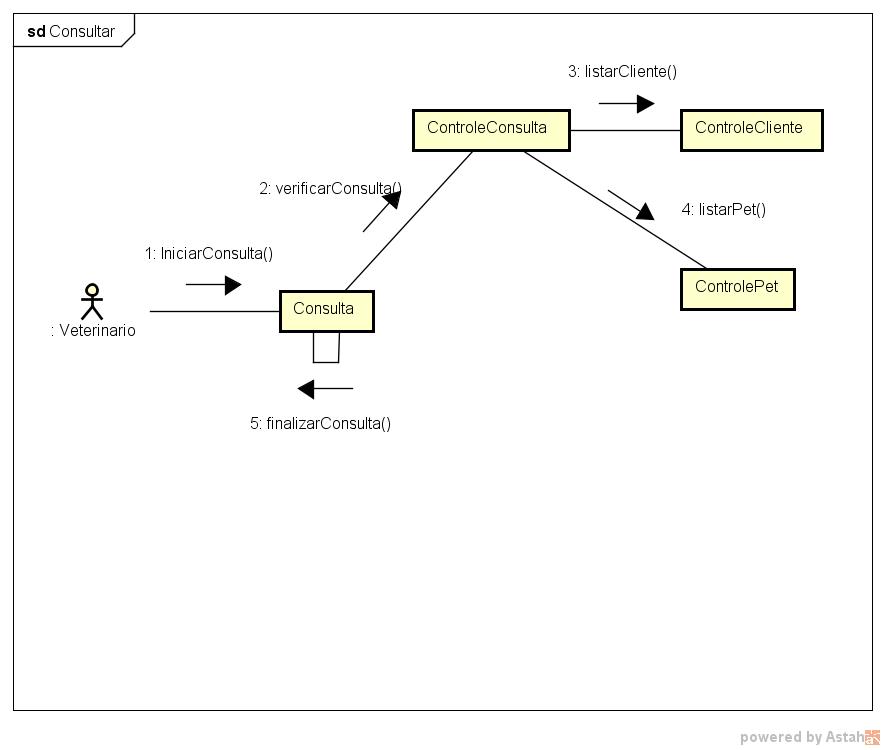 sd Consultar
3: listarCliente()
ControleConsulta
ControleCliente
2: verificarConsulta()
4: listarPet()
1: IniciarConsulta()
ControlePet
Consulta
: Veterinario
5: finalizarConsulta()
powered by Astah